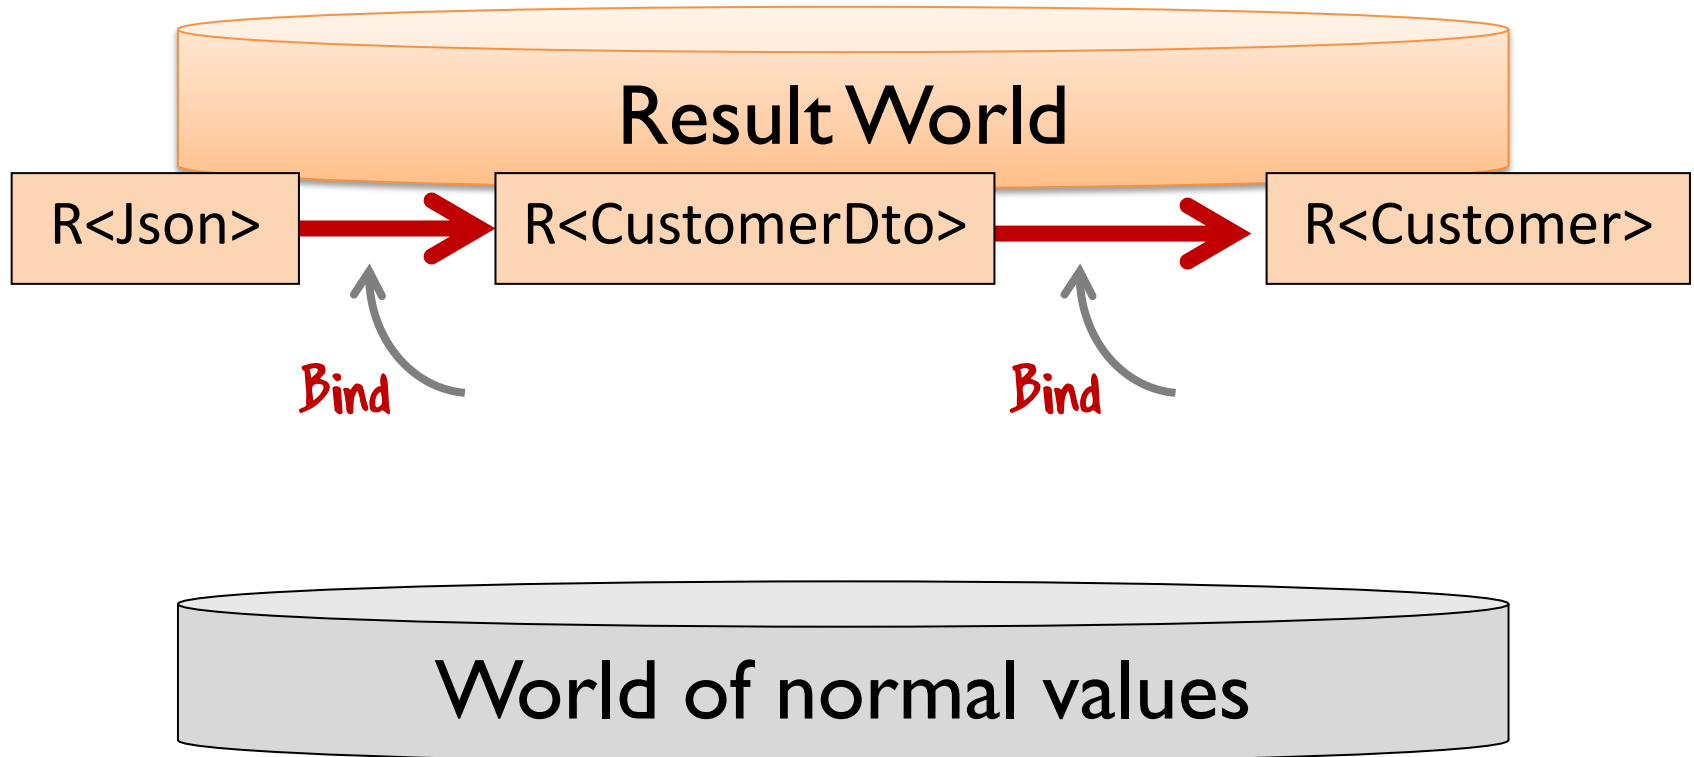 Result World
R<Json>
R<CustomerDto>
R<Customer>
Bind
Bind
World of normal values